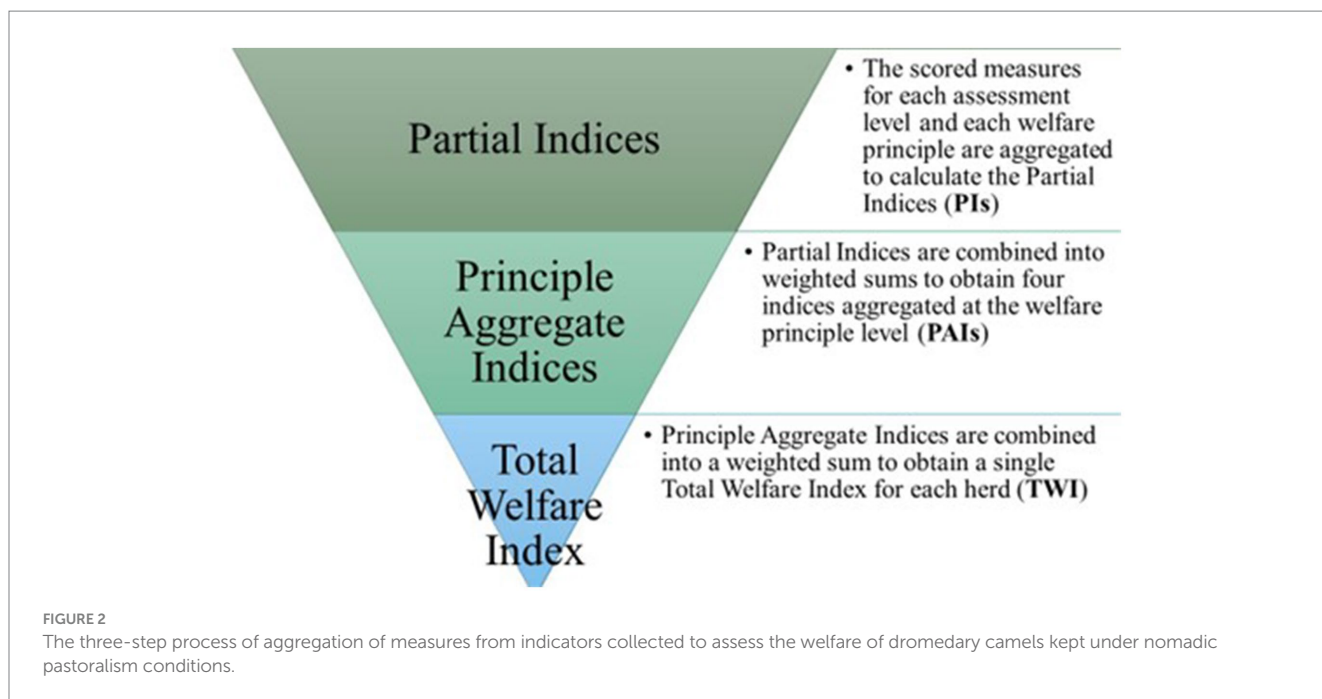 Partial Indices
• The scored measures
for each assessment
level and each welfare
principle are aggregated
to calculate the Partial
Indices (PIs)
Principle
Aggregate
Indices
• Partial Indices are combined into
weighted sums to obtain four
indices aggregated at the welfare
principle level (PAIs)
Total
Welfare
Index
• Principle Aggregate Indices are combined
into a weighted sum to obtain a single
Total Welfare Index for each herd (TWI)
FIGURE 2
The three-step process of aggregation of measures from indicators collected to assess the welfare of dromedary camels kept under nomadic
pastoralism conditions.